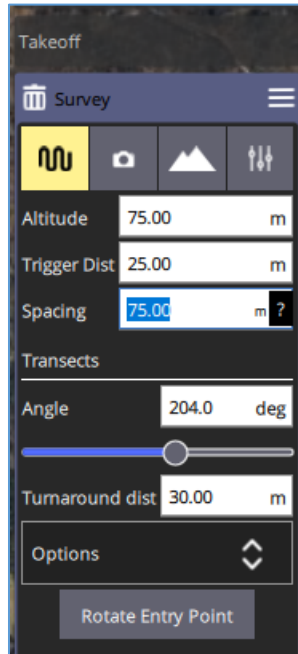 Takeoff
Survey
Altitude 75.00 m
Trigger Dist 25.00 m
Spacing 75.00 m ?
Transects
Angle 204.0 deg
Turnaround dist 30.00 m
Options
Rotate Entry Point